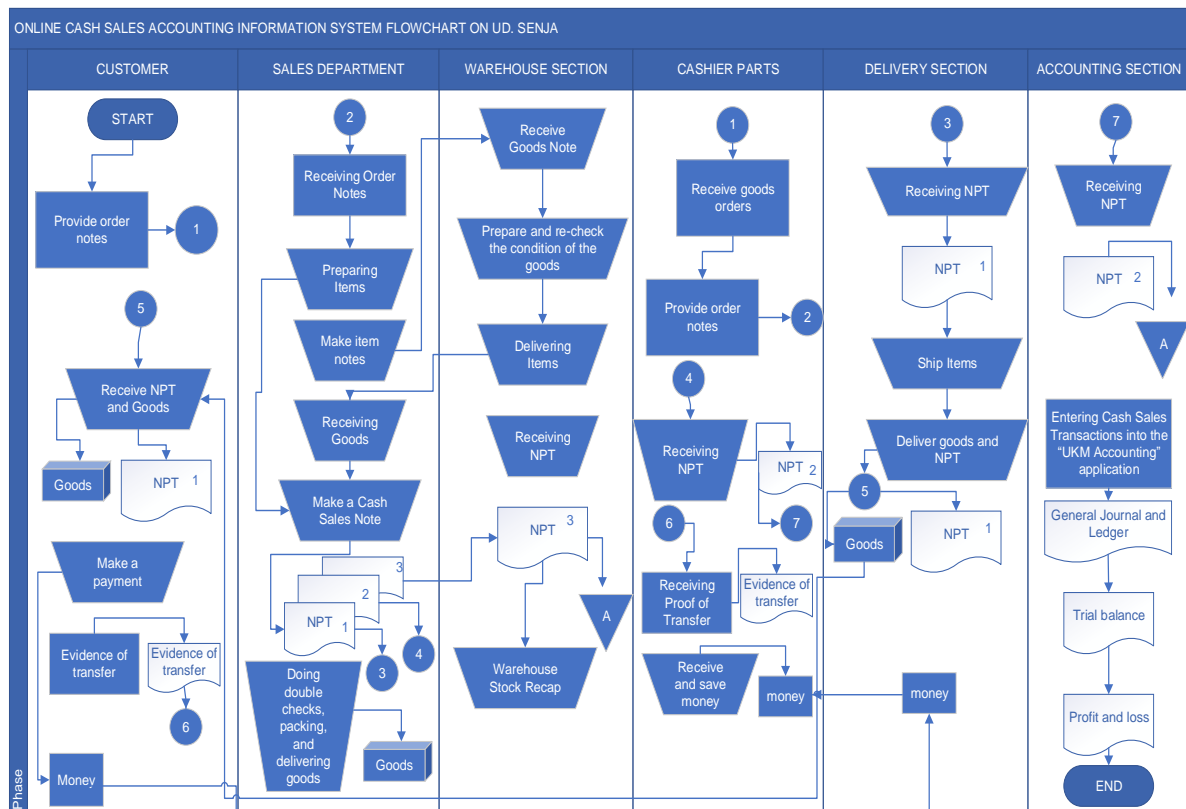 ONLINE CASH SALES ACCOUNTING INFORMATION SYSTEM FLOWCHART ON UD. SENJA
Phase
CUSTOMER
START
Provide order
notes
1
5
Receive NPT
and Goods
Goods
NPT 1
Make a
payment
Evidence of
transfer
Evidence of
transfer
6
Money
SALES DEPARTMENT
2
Receiving Order
Notes
Preparing
Items
Make item
notes
Receiving
Goods
Make a Cash
Sales Note
3
2
NPT 1
4
3
Doing
double
checks,
packing,
and
delivering
goods
Goods
WAREHOUSE SECTION
Receive
Goods Note
Prepare and re-check
the condition of the
goods
Delivering
Items
Receiving
NPT
NPT 3
A
Warehouse
Stock Recap
CASHIER PARTS
1
Receive goods
orders
Provide order
notes
2
4
Receiving
NPT
NPT 2
6
7
Receiving
Proof of
Transfer
Evidence of
transfer
Receive
and save
money
money
DELIVERY SECTION
3
Receiving NPT
NPT 1
Ship Items
Deliver goods and
NPT
5
Goods
NPT 1
money
ACCOUNTING SECTION
7
Receiving
NPT
NPT 2
A
Entering Cash Sales
Transactions into the
“UKM Accounting”
application
General Journal and
Ledger
Trial balance
Profit and loss
END